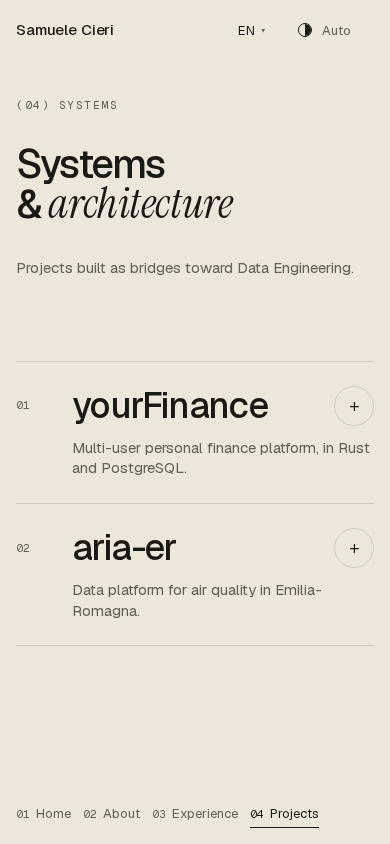 Samuele Cieri
EN ▾
Auto
(04) SYSTEMS
Systems
& architecture
Projects built as bridges toward Data Engineering.
01
yourFinance
+
Multi-user personal finance platform, in Rust
and PostgreSQL.
02
aria-er
+
Data platform for air quality in Emilia-
Romagna.
01 Home 02 About 03 Experience 04 Projects